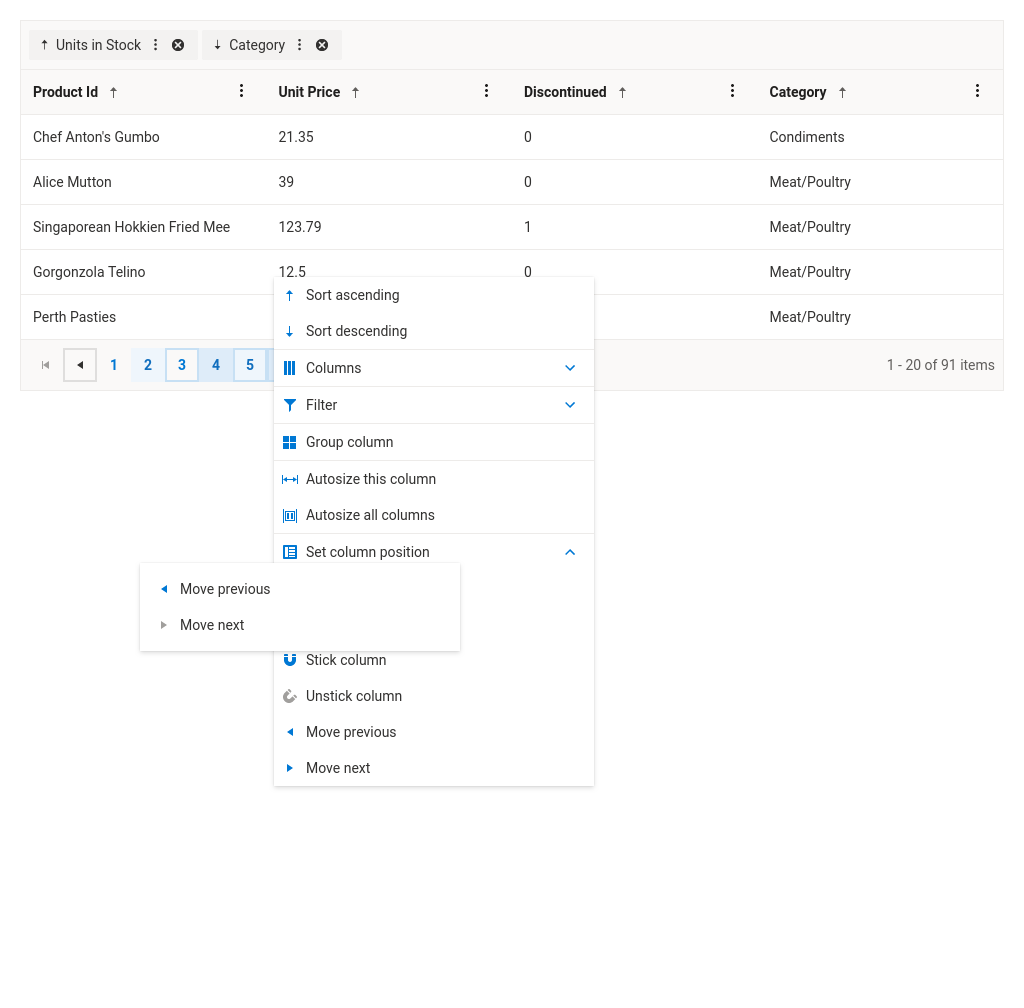 Units in Stock Category
Product Id Unit Price Discontinued Category
Chef Anton's Gumbo 21.35 0 Condiments
Alice Mutton 39 0 Meat/Poultry
Singaporean Hokkien Fried Mee 123.79 1 Meat/Poultry
Gorgonzola Telino 12.5 0 Meat/Poultry
Perth Pasties Meat/Poultry
1 2 3 4 5 1 - 20 of 91 items
Sort ascending
Sort descending
Columns
Filter
Group column
Autosize this column
Autosize all columns
Set column position
Move previous
Move next
Stick column
Unstick column
Move previous
Move next